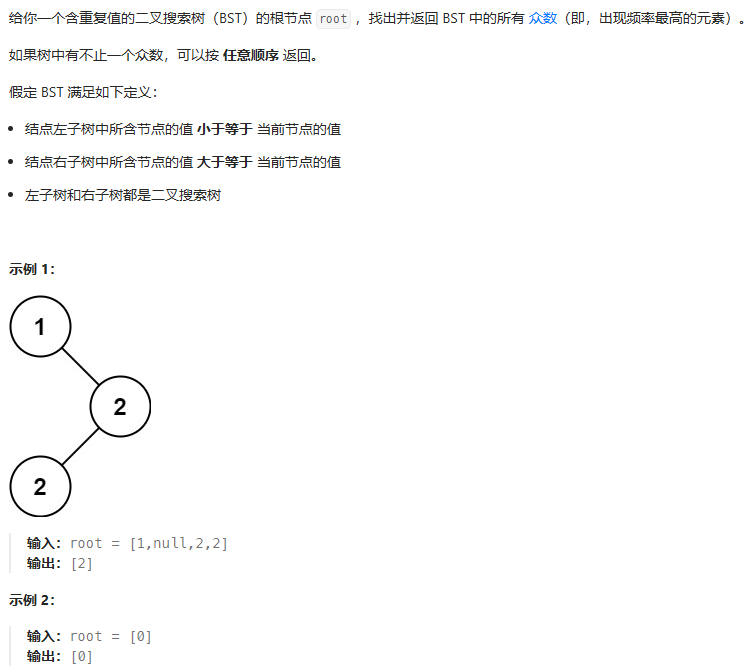 给你一个含重复值的二叉搜索树（BST）的根节点 root ，找出并返回 BST 中的所有 众数（即，出现频率最高的元素）。
如果树中有不止一个众数，可以按 任意顺序 返回。
假定 BST 满足如下定义：
• 结点左子树中所含节点的值 小于等于 当前节点的值
• 结点右子树中所含节点的值 大于等于 当前节点的值
• 左子树和右子树都是二叉搜索树
示例 1：
1
2
2
输入：root = [1,null,2,2]
输出：[2]
示例 2：
输入：root = [0]
输出：[0]